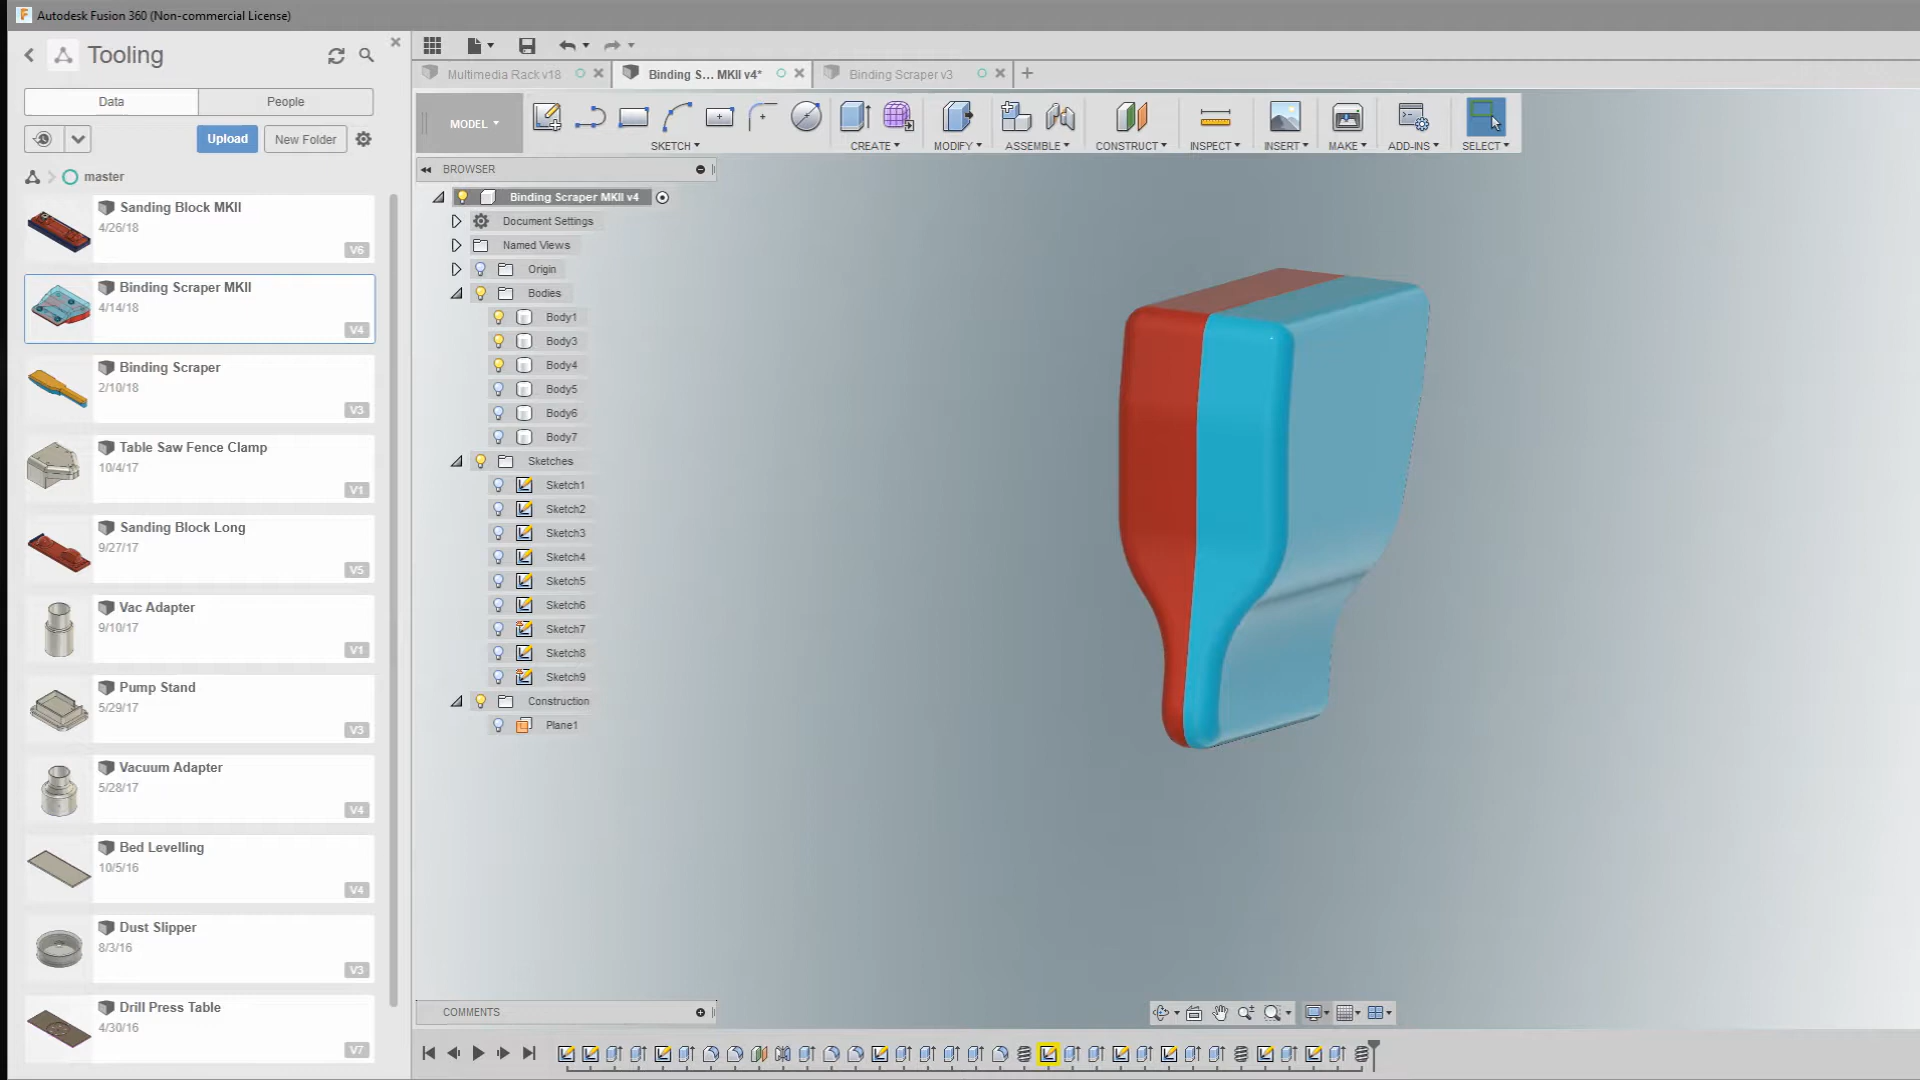 Autodesk Fusion 360 (Non-commercial License)
Tooling
Data
People
Upload
New Folder
master
Sanding Block MKII
4/26/18
V6
Binding Scraper MKII
4/14/18
V4
Binding Scraper
2/10/18
V3
Table Saw Fence Clamp
10/4/17
V1
Sanding Block Long
9/27/17
V5
Vac Adapter
9/10/17
V1
Pump Stand
5/29/17
V3
Vacuum Adapter
5/28/17
V4
Bed Levelling
10/5/16
V4
Dust Slipper
8/3/16
V3
Drill Press Table
4/30/16
V7
Multimedia Rack v18
Binding S... MKII v4*
Binding Scraper v3
MODEL
SKETCH
CREATE
MODIFY
ASSEMBLE
CONSTRUCT
INSPECT
INSERT
MAKE
ADD-INS
SELECT
BROWSER
Binding Scraper MKII v4
Document Settings
Named Views
Origin
Bodies
Body1
Body3
Body4
Body5
Body6
Body7
Sketches
Sketch1
Sketch2
Sketch3
Sketch4
Sketch5
Sketch6
Sketch7
Sketch8
Sketch9
Construction
Plane1
COMMENTS